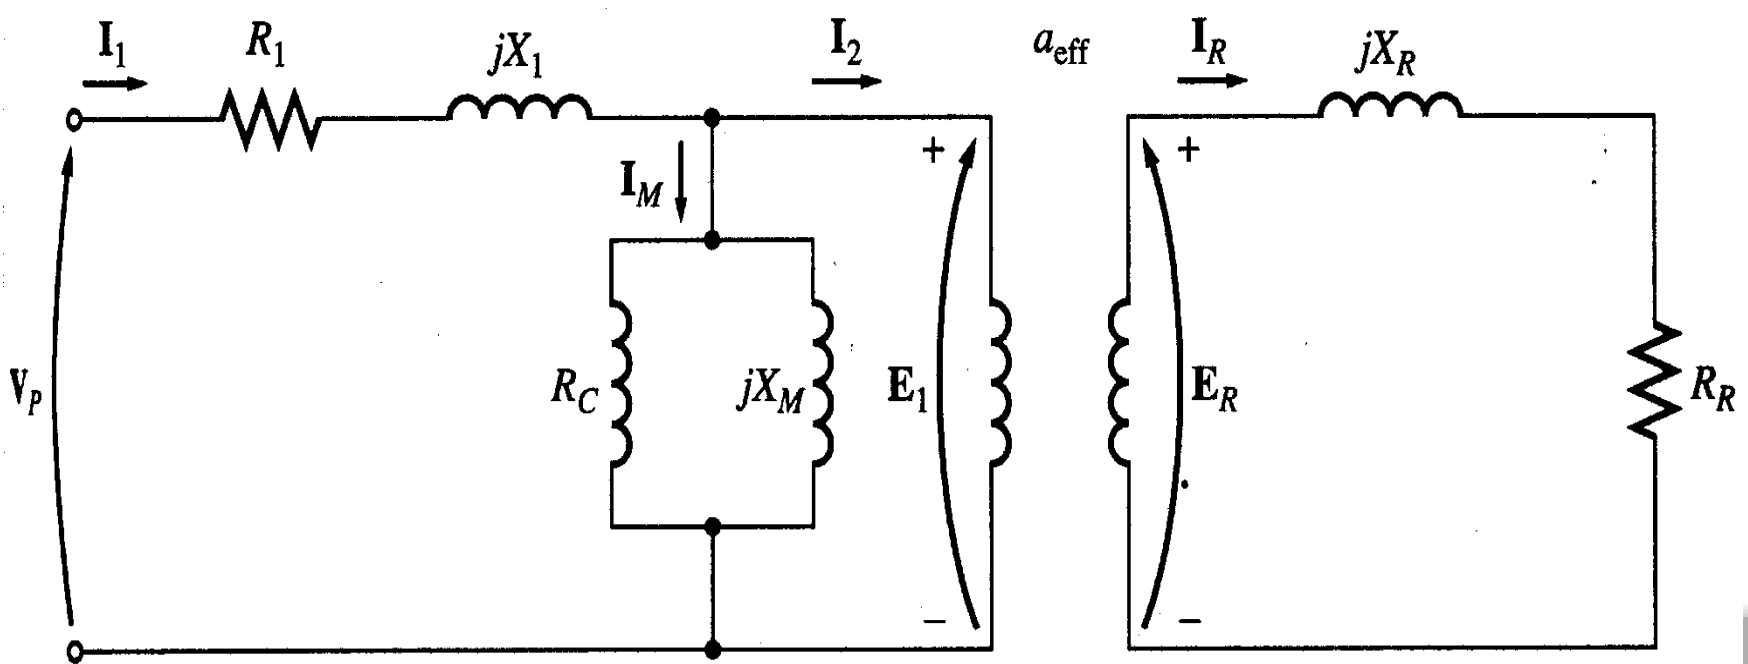 I1
R1
jX1
I2
aeff
IR
jXR
+
+
IM
VP
RC
jXM
E1
ER
RR
−
−